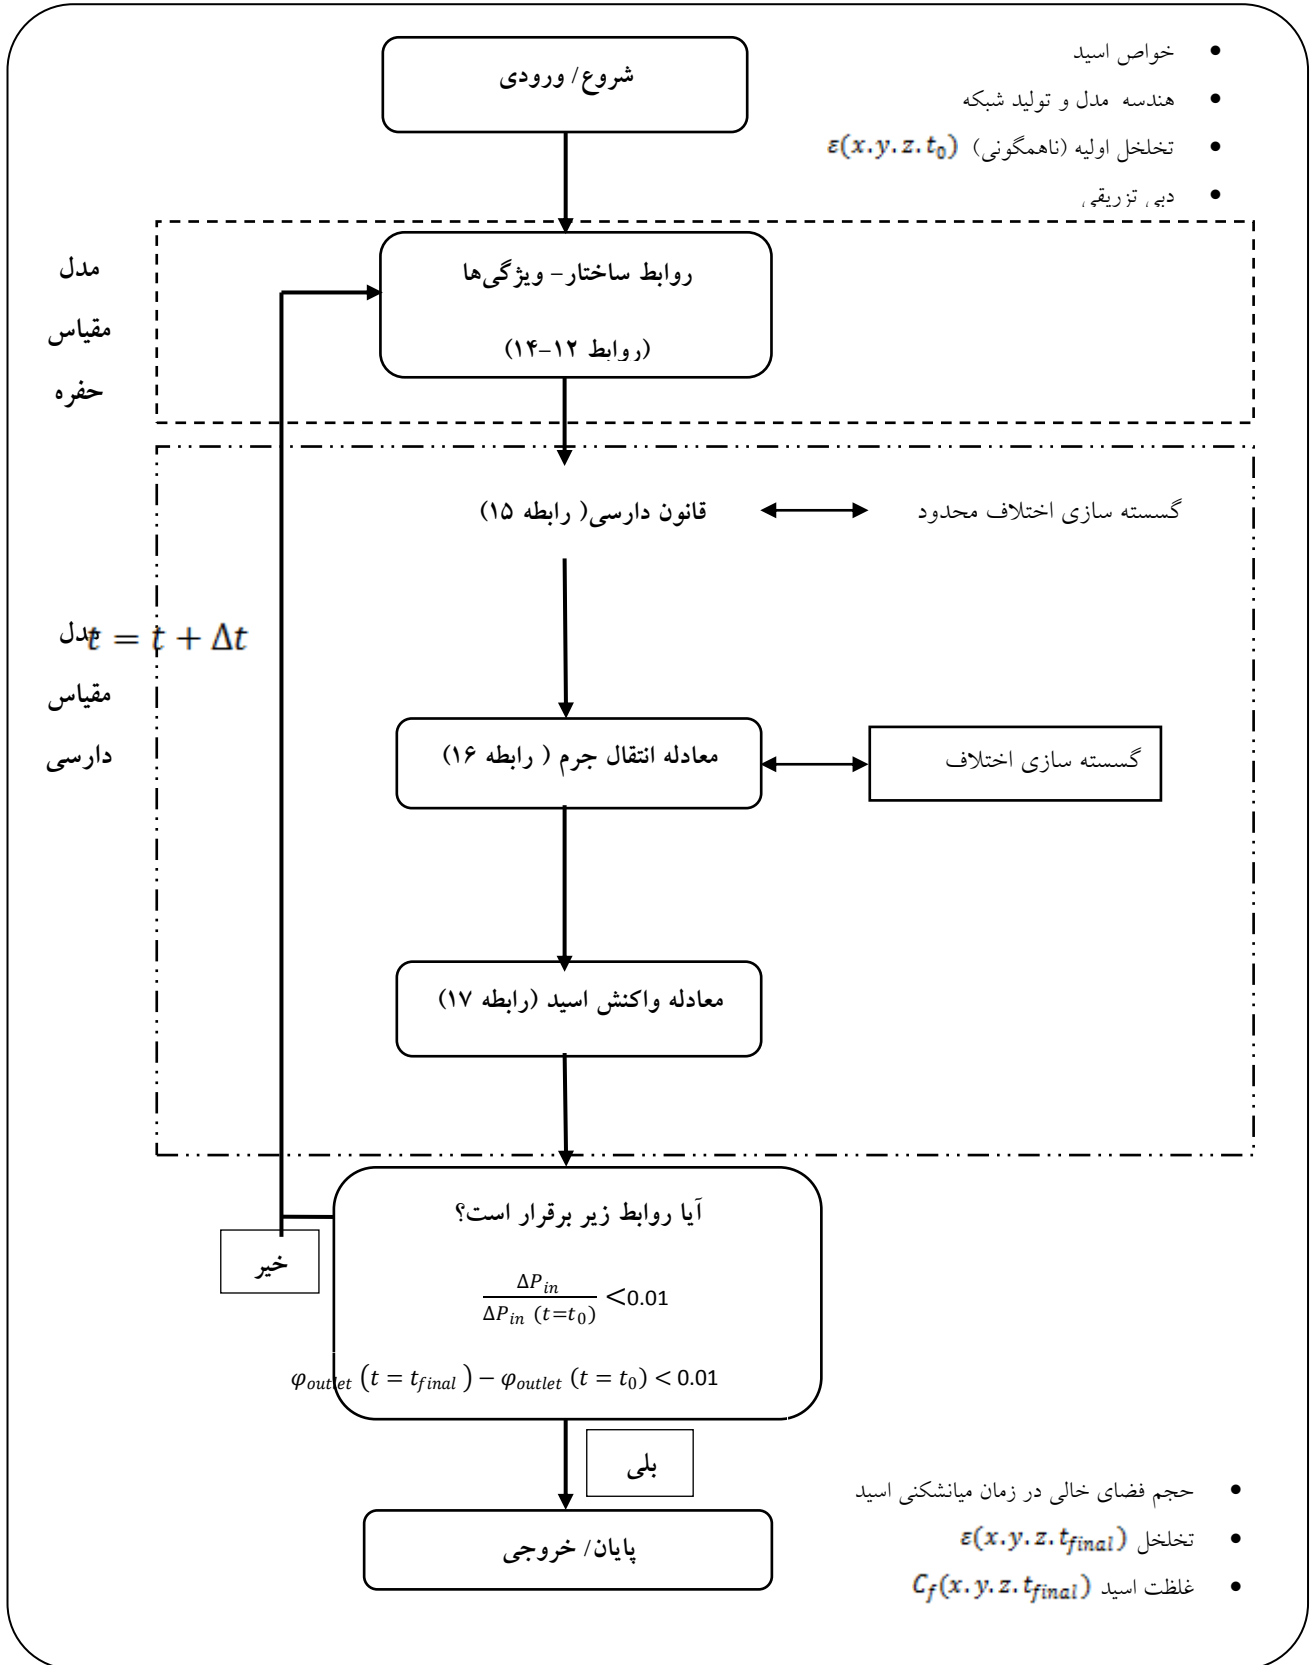 شروع/ ورودی
• خواص اسید
• هندسه مدل و تولید شبکه
• تخلخل اولیه (ناهمگونی) ε(x.y.z.t₀)
• دبی تزریقی
مدل
مقیاس
حفره
روابط ساختار- ویژگی‌ها
(روابط ۱۲-۱۴)
قانون دارسی( رابطه ۱۵)
گسسته سازی اختلاف محدود
مدل
مقیاس
دارسی
t = t + Δt
معادله انتقال جرم ( رابطه ۱۶)
گسسته سازی اختلاف
معادله واکنش اسید (رابطه ۱۷)
آیا روابط زیر برقرار است؟
ΔP_in / ΔP_in (t=t₀) <0.01
φ_outlet (t = t_final) − φ_outlet (t = t₀) < 0.01
خیر
بلی
پایان/ خروجی
• حجم فضای خالی در زمان میانشکنی اسید
• تخلخل ε(x.y.z.t_final)
• غلظت اسید C_f(x.y.z.t_final)